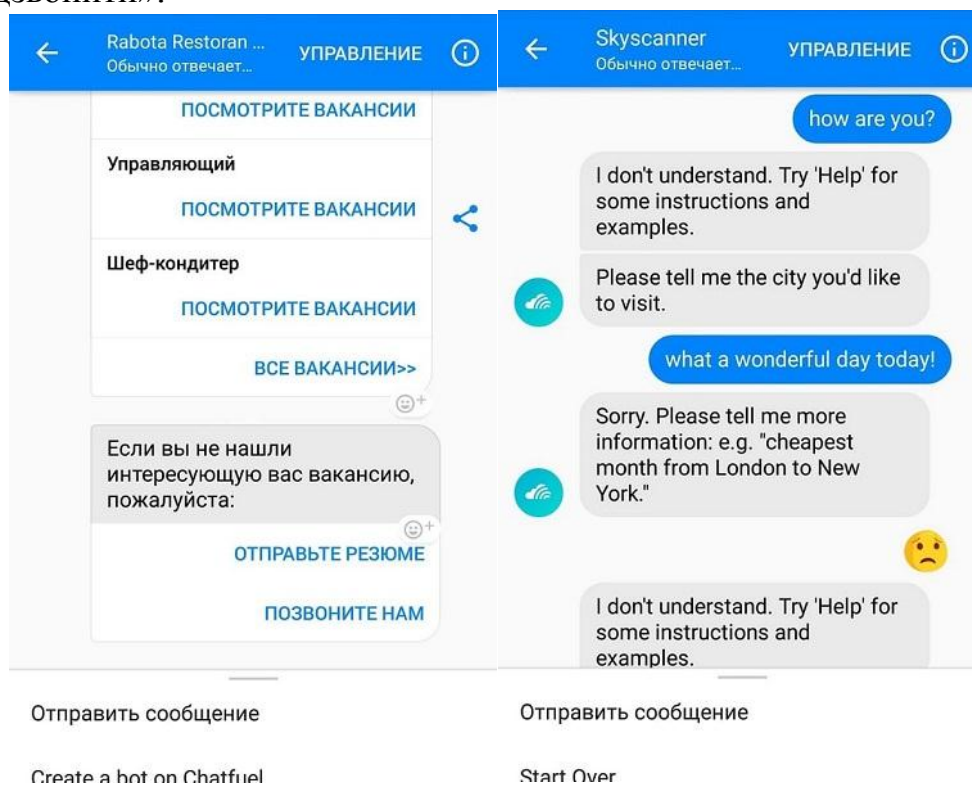 Rabota Restoran ...
Обычно отвечает...
УПРАВЛЕНИЕ
ПОСМОТРИТЕ ВАКАНСИИ
Управляющий
ПОСМОТРИТЕ ВАКАНСИИ
Шеф-кондитер
ПОСМОТРИТЕ ВАКАНСИИ
ВСЕ ВАКАНСИИ>>
Если вы не нашли
интересующую вас вакансию,
пожалуйста:
ОТПРАВЬТЕ РЕЗЮМЕ
ПОЗВОНИТЕ НАМ
Отправить сообщение
Create a bot on Chatfuel
Skyscanner
Обычно отвечает...
УПРАВЛЕНИЕ
how are you?
I don't understand. Try 'Help' for
some instructions and
examples.
Please tell me the city you'd like
to visit.
what a wonderful day today!
Sorry. Please tell me more
information: e.g. "cheapest
month from London to New
York."
I don't understand. Try 'Help' for
some instructions and
examples.
Отправить сообщение
Start Over